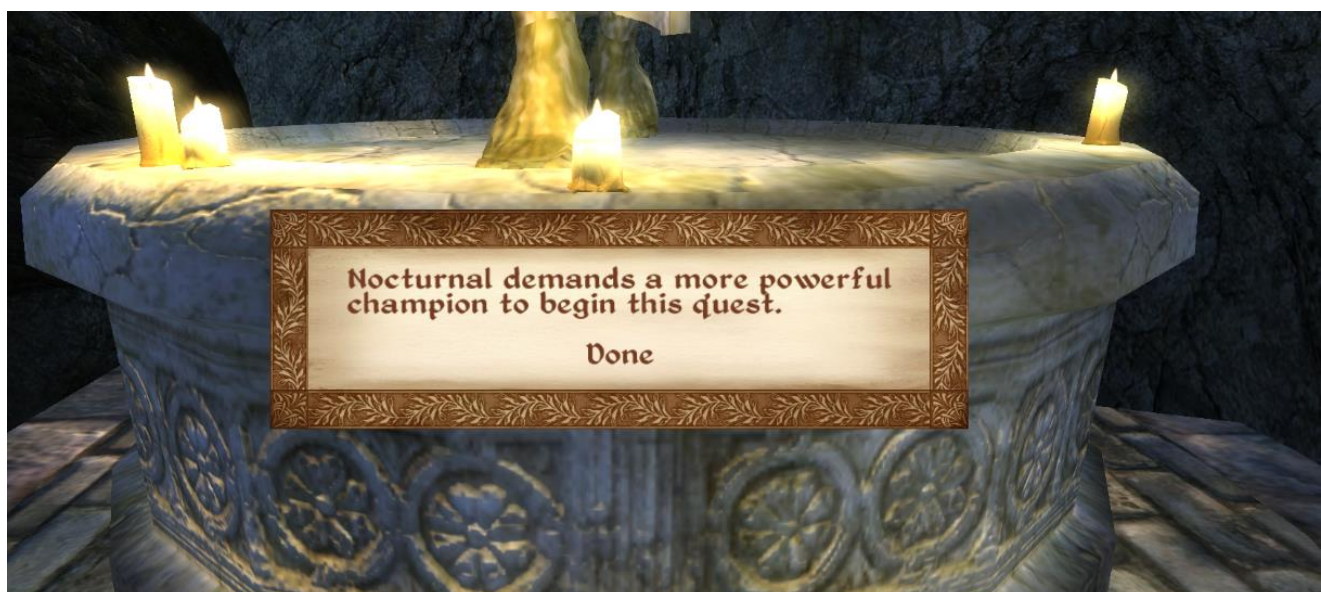 Nocturnal demands a more powerful
champion to begin this quest.
Done